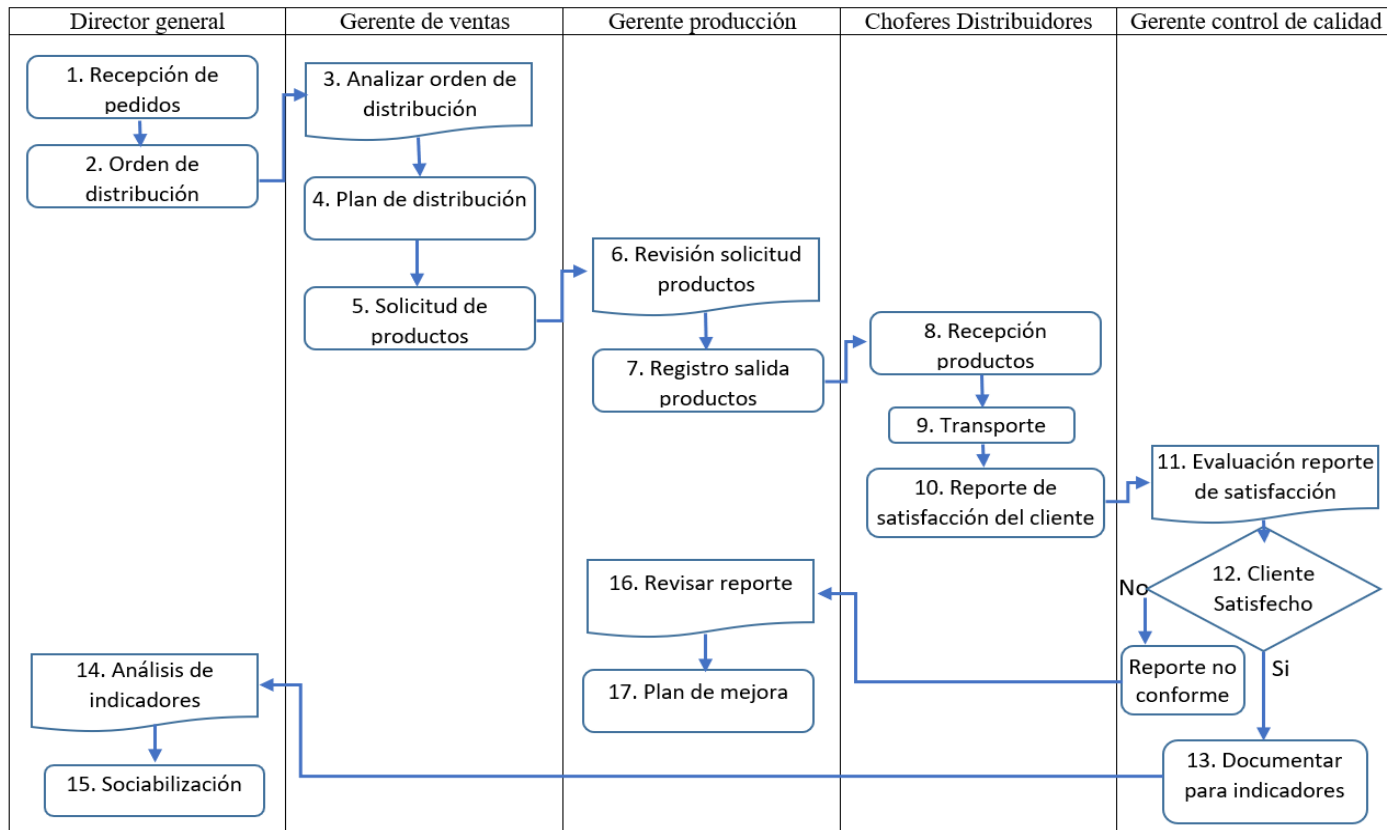 Director general
Gerente de ventas
Gerente producción
Choferes Distribuidores
Gerente control de calidad
1. Recepción de
pedidos
2. Orden de
distribución
3. Analizar orden de
distribución
4. Plan de distribución
5. Solicitud de
productos
6. Revisión solicitud
productos
7. Registro salida
productos
8. Recepción
productos
9. Transporte
10. Reporte de
satisfacción del cliente
11. Evaluación reporte
de satisfacción
12. Cliente
Satisfecho
No
Si
Reporte no
conforme
13. Documentar
para indicadores
14. Análisis de
indicadores
15. Sociabilización
16. Revisar reporte
17. Plan de mejora